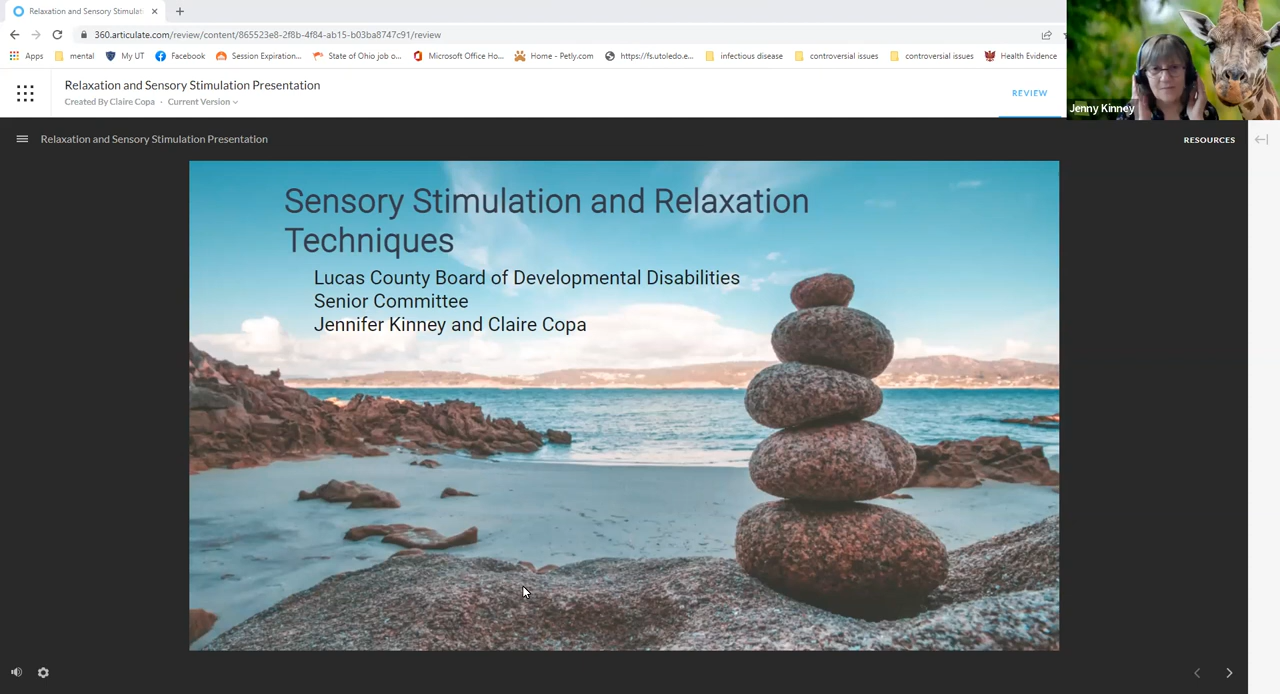 Relaxation and Sensory Stimulati
360.articulate.com/review/content/865523e8-2f8b-4f84-ab15-b03ba8747c91/review
Apps mental My UT Facebook Session Expiration... State of Ohio job o... Microsoft Office Ho... Home - Petly.com https://fs.utoledo.e... infectious disease controversial issues controversial issues Health Evidence
Relaxation and Sensory Stimulation Presentation
Created By Claire Copa · Current Version
REVIEW
Jenny Kinney
Relaxation and Sensory Stimulation Presentation
RESOURCES
Sensory Stimulation and Relaxation
Techniques
Lucas County Board of Developmental Disabilities
Senior Committee
Jennifer Kinney and Claire Copa